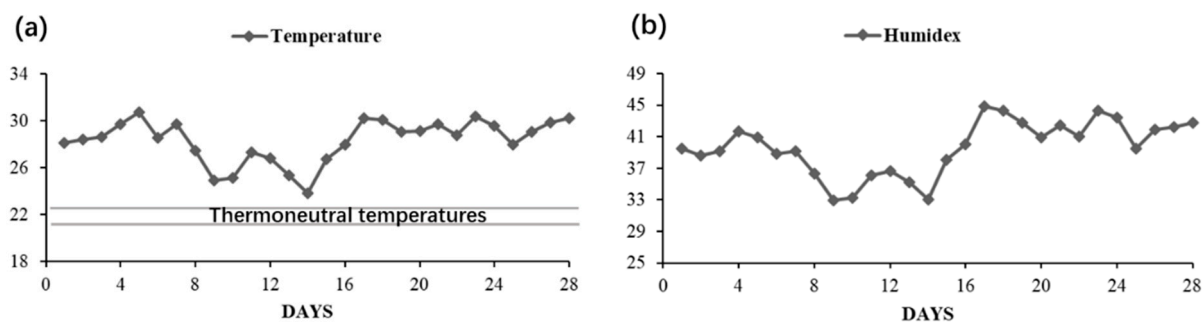 (a)
Temperature
34
30
26
22
18
Thermoneutral temperatures
0 4 8 12 16 20 24 28
DAYS
(b)
Humidex
49
45
41
37
33
29
25
0 4 8 12 16 20 24 28
DAYS